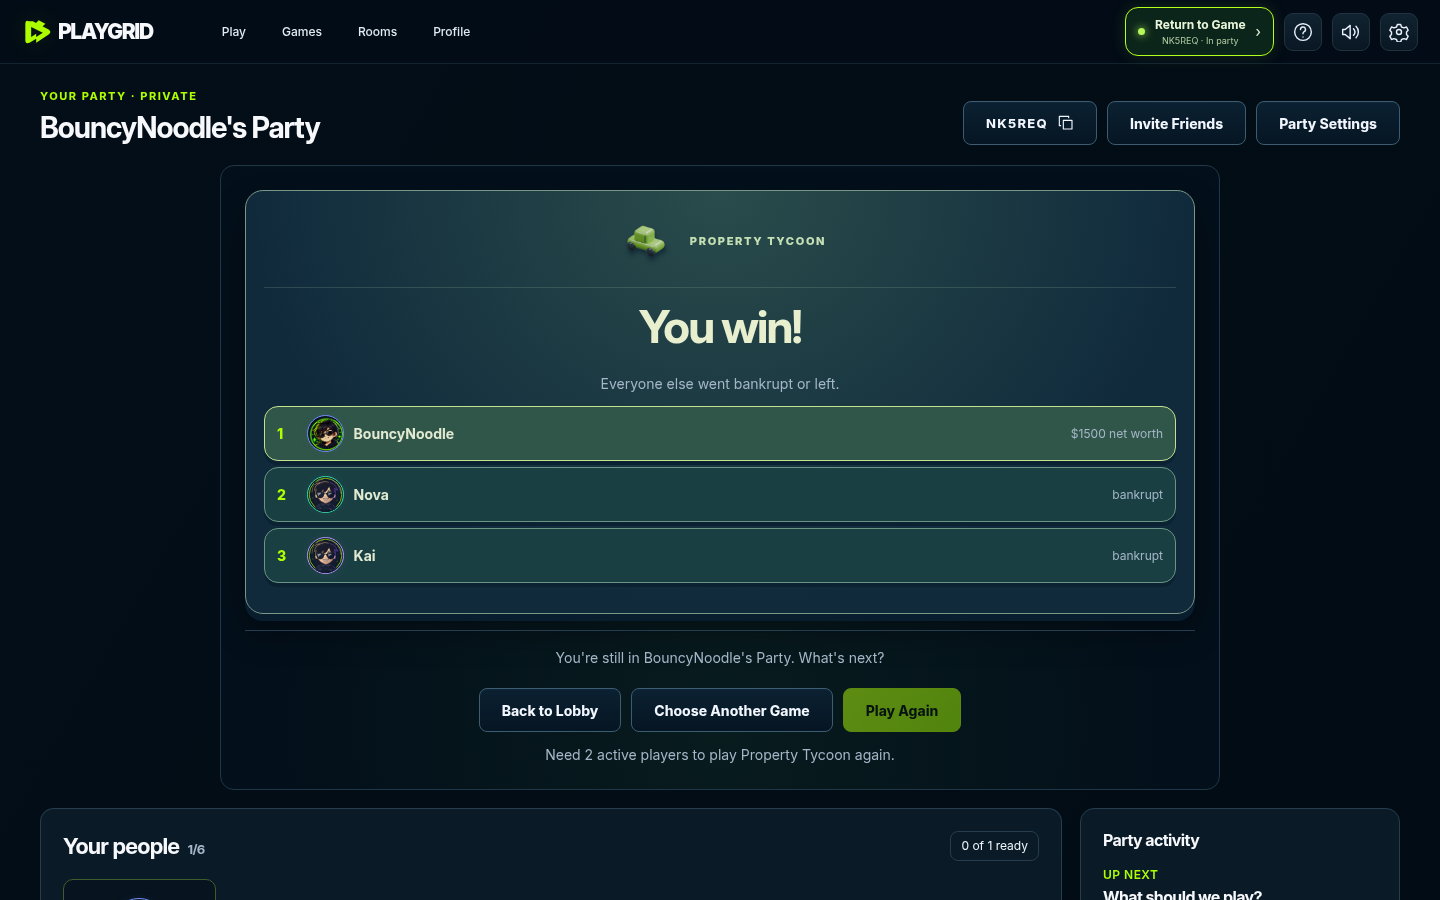 PLAYGRID
Play
Games
Rooms
Profile
Return to Game
NK5REQ · In party
YOUR PARTY · PRIVATE
BouncyNoodle's Party
NK5REQ
Invite Friends
Party Settings
PROPERTY TYCOON
You win!
Everyone else went bankrupt or left.
1 BouncyNoodle $1500 net worth
2 Nova bankrupt
3 Kai bankrupt
You're still in BouncyNoodle's Party. What's next?
Back to Lobby
Choose Another Game
Play Again
Need 2 active players to play Property Tycoon again.
Your people 1/6
0 of 1 ready
Party activity
UP NEXT
What should we play?